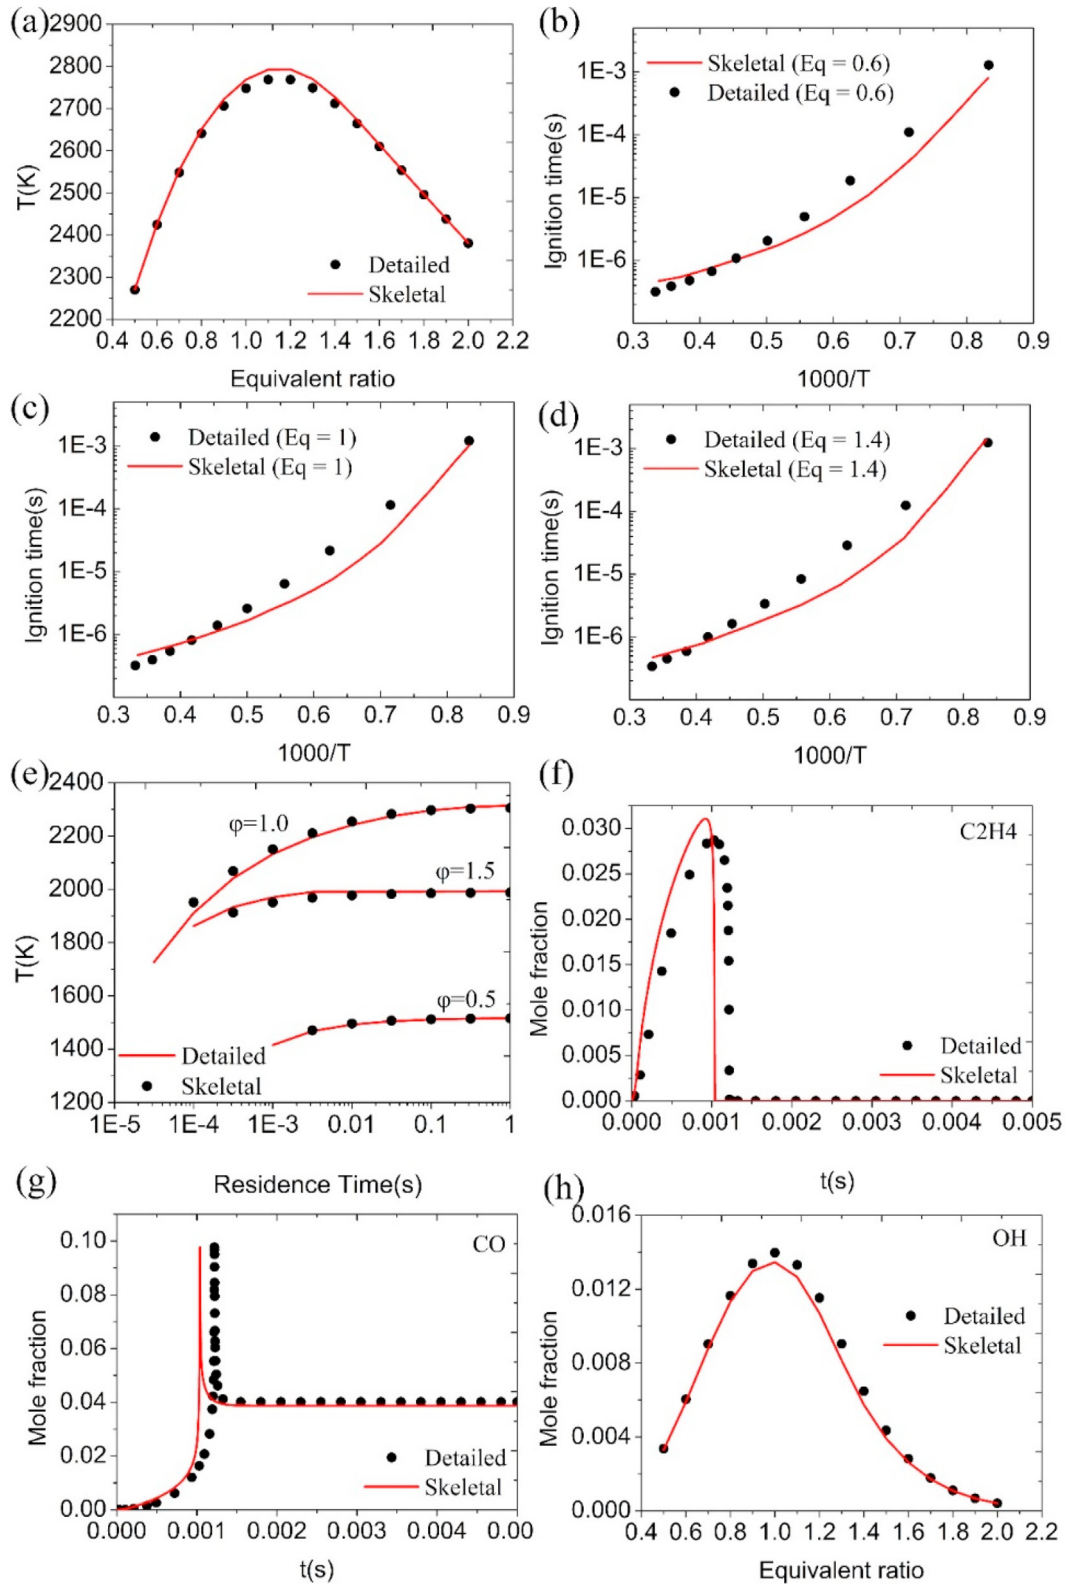 (a)
2900
2800
2700
2600
2500
2400
2300
2200
T(K)
Detailed
Skeletal
0.4 0.6 0.8 1.0 1.2 1.4 1.6 1.8 2.0 2.2
Equivalent ratio
(b)
Skeletal (Eq = 0.6)
Detailed (Eq = 0.6)
1E-3
1E-4
1E-5
1E-6
Ignition time(s)
0.3 0.4 0.5 0.6 0.7 0.8 0.9
1000/T
(c)
Detailed (Eq = 1)
Skeletal (Eq = 1)
1E-3
1E-4
1E-5
1E-6
Ignition time(s)
0.3 0.4 0.5 0.6 0.7 0.8 0.9
1000/T
(d)
Detailed (Eq = 1.4)
Skeletal (Eq = 1.4)
1E-3
1E-4
1E-5
1E-6
Ignition time(s)
0.3 0.4 0.5 0.6 0.7 0.8 0.9
1000/T
(e)
2400
2200
2000
1800
1600
1400
1200
T(K)
φ=1.0
φ=1.5
φ=0.5
Detailed
Skeletal
1E-5 1E-4 1E-3 0.01 0.1 1
Residence Time(s)
(f)
C2H4
0.030
0.025
0.020
0.015
0.010
0.005
0.000
Mole fraction
Detailed
Skeletal
0.000 0.001 0.002 0.003 0.004 0.005
t(s)
(g)
CO
0.10
0.08
0.06
0.04
0.02
0.00
Mole fraction
Detailed
Skeletal
0.000 0.001 0.002 0.003 0.004 0.00
t(s)
(h)
OH
0.016
0.012
0.008
0.004
0.000
Mole fraction
Detailed
Skeletal
0.4 0.6 0.8 1.0 1.2 1.4 1.6 1.8 2.0 2.2
Equivalent ratio